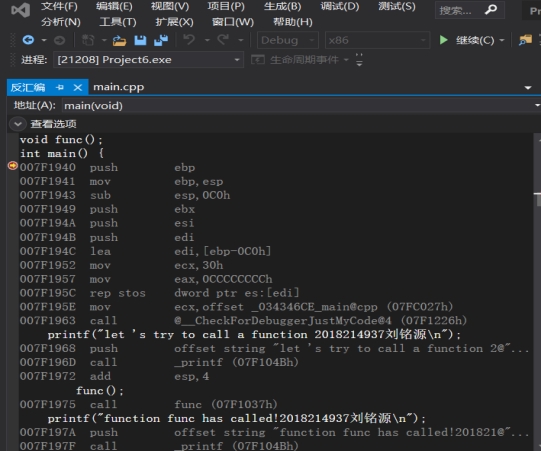 文件(F) 编辑(E) 视图(V) 项目(P) 生成(B) 调试(D) 测试(S) 搜索... Pr
分析(N) 工具(T) 扩展(X) 窗口(W) 帮助(H)
Debug x86 继续(C)
进程: [21208] Project6.exe 生命周期事件
反汇编 main.cpp
地址(A): main(void)
查看选项
void func();
int main() {
007F1940 push ebp
007F1941 mov ebp,esp
007F1943 sub esp,0C0h
007F1949 push ebx
007F194A push esi
007F194B push edi
007F194C lea edi,[ebp-0C0h]
007F1952 mov ecx,30h
007F1957 mov eax,0CCCCCCCCh
007F195C rep stos dword ptr es:[edi]
007F195E mov ecx,offset _034346CE_main@cpp (07FC027h)
007F1963 call @__CheckForDebuggerJustMyCode@4 (07F1226h)
printf("let 's try to call a function 2018214937刘铭源\n");
007F1968 push offset string "let 's try to call a function 2@"...
007F196D call _printf (07F104Bh)
007F1972 add esp,4
func();
007F1975 call func (07F1037h)
printf("function func has called!2018214937刘铭源\n");
007F197A push offset string "function func has called!201821@"...
007F197F call _printf (07F104Bh)